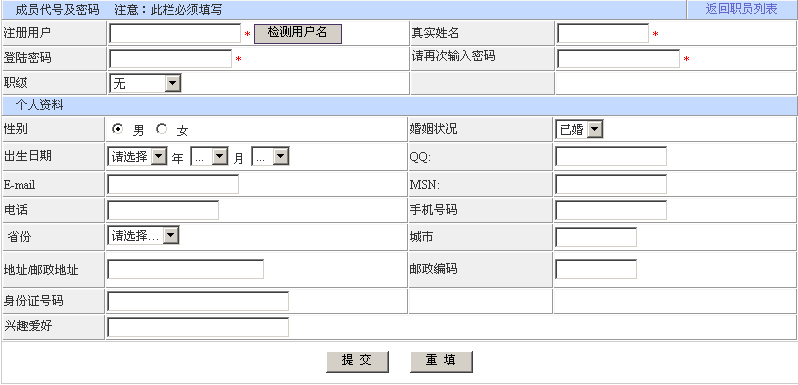 成员代号及密码 注意：此栏必须填写 返回职员列表
注册用户 * 检测用户名 真实姓名 *
登陆密码 * 请再次输入密码 *
职级 无
个人资料
性别 男 女 婚姻状况 已婚
出生日期 请选择 年 ... 月 ... QQ:
E-mail MSN:
电话 手机号码
省份 请选择... 城市
地址/邮政地址 邮政编码
身份证号码
兴趣爱好
提 交 重 填